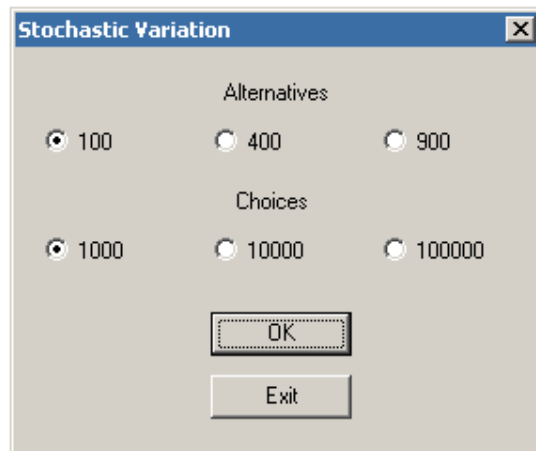 Stochastic Variation
Alternatives
100 400 900
Choices
1000 10000 100000
OK
Exit